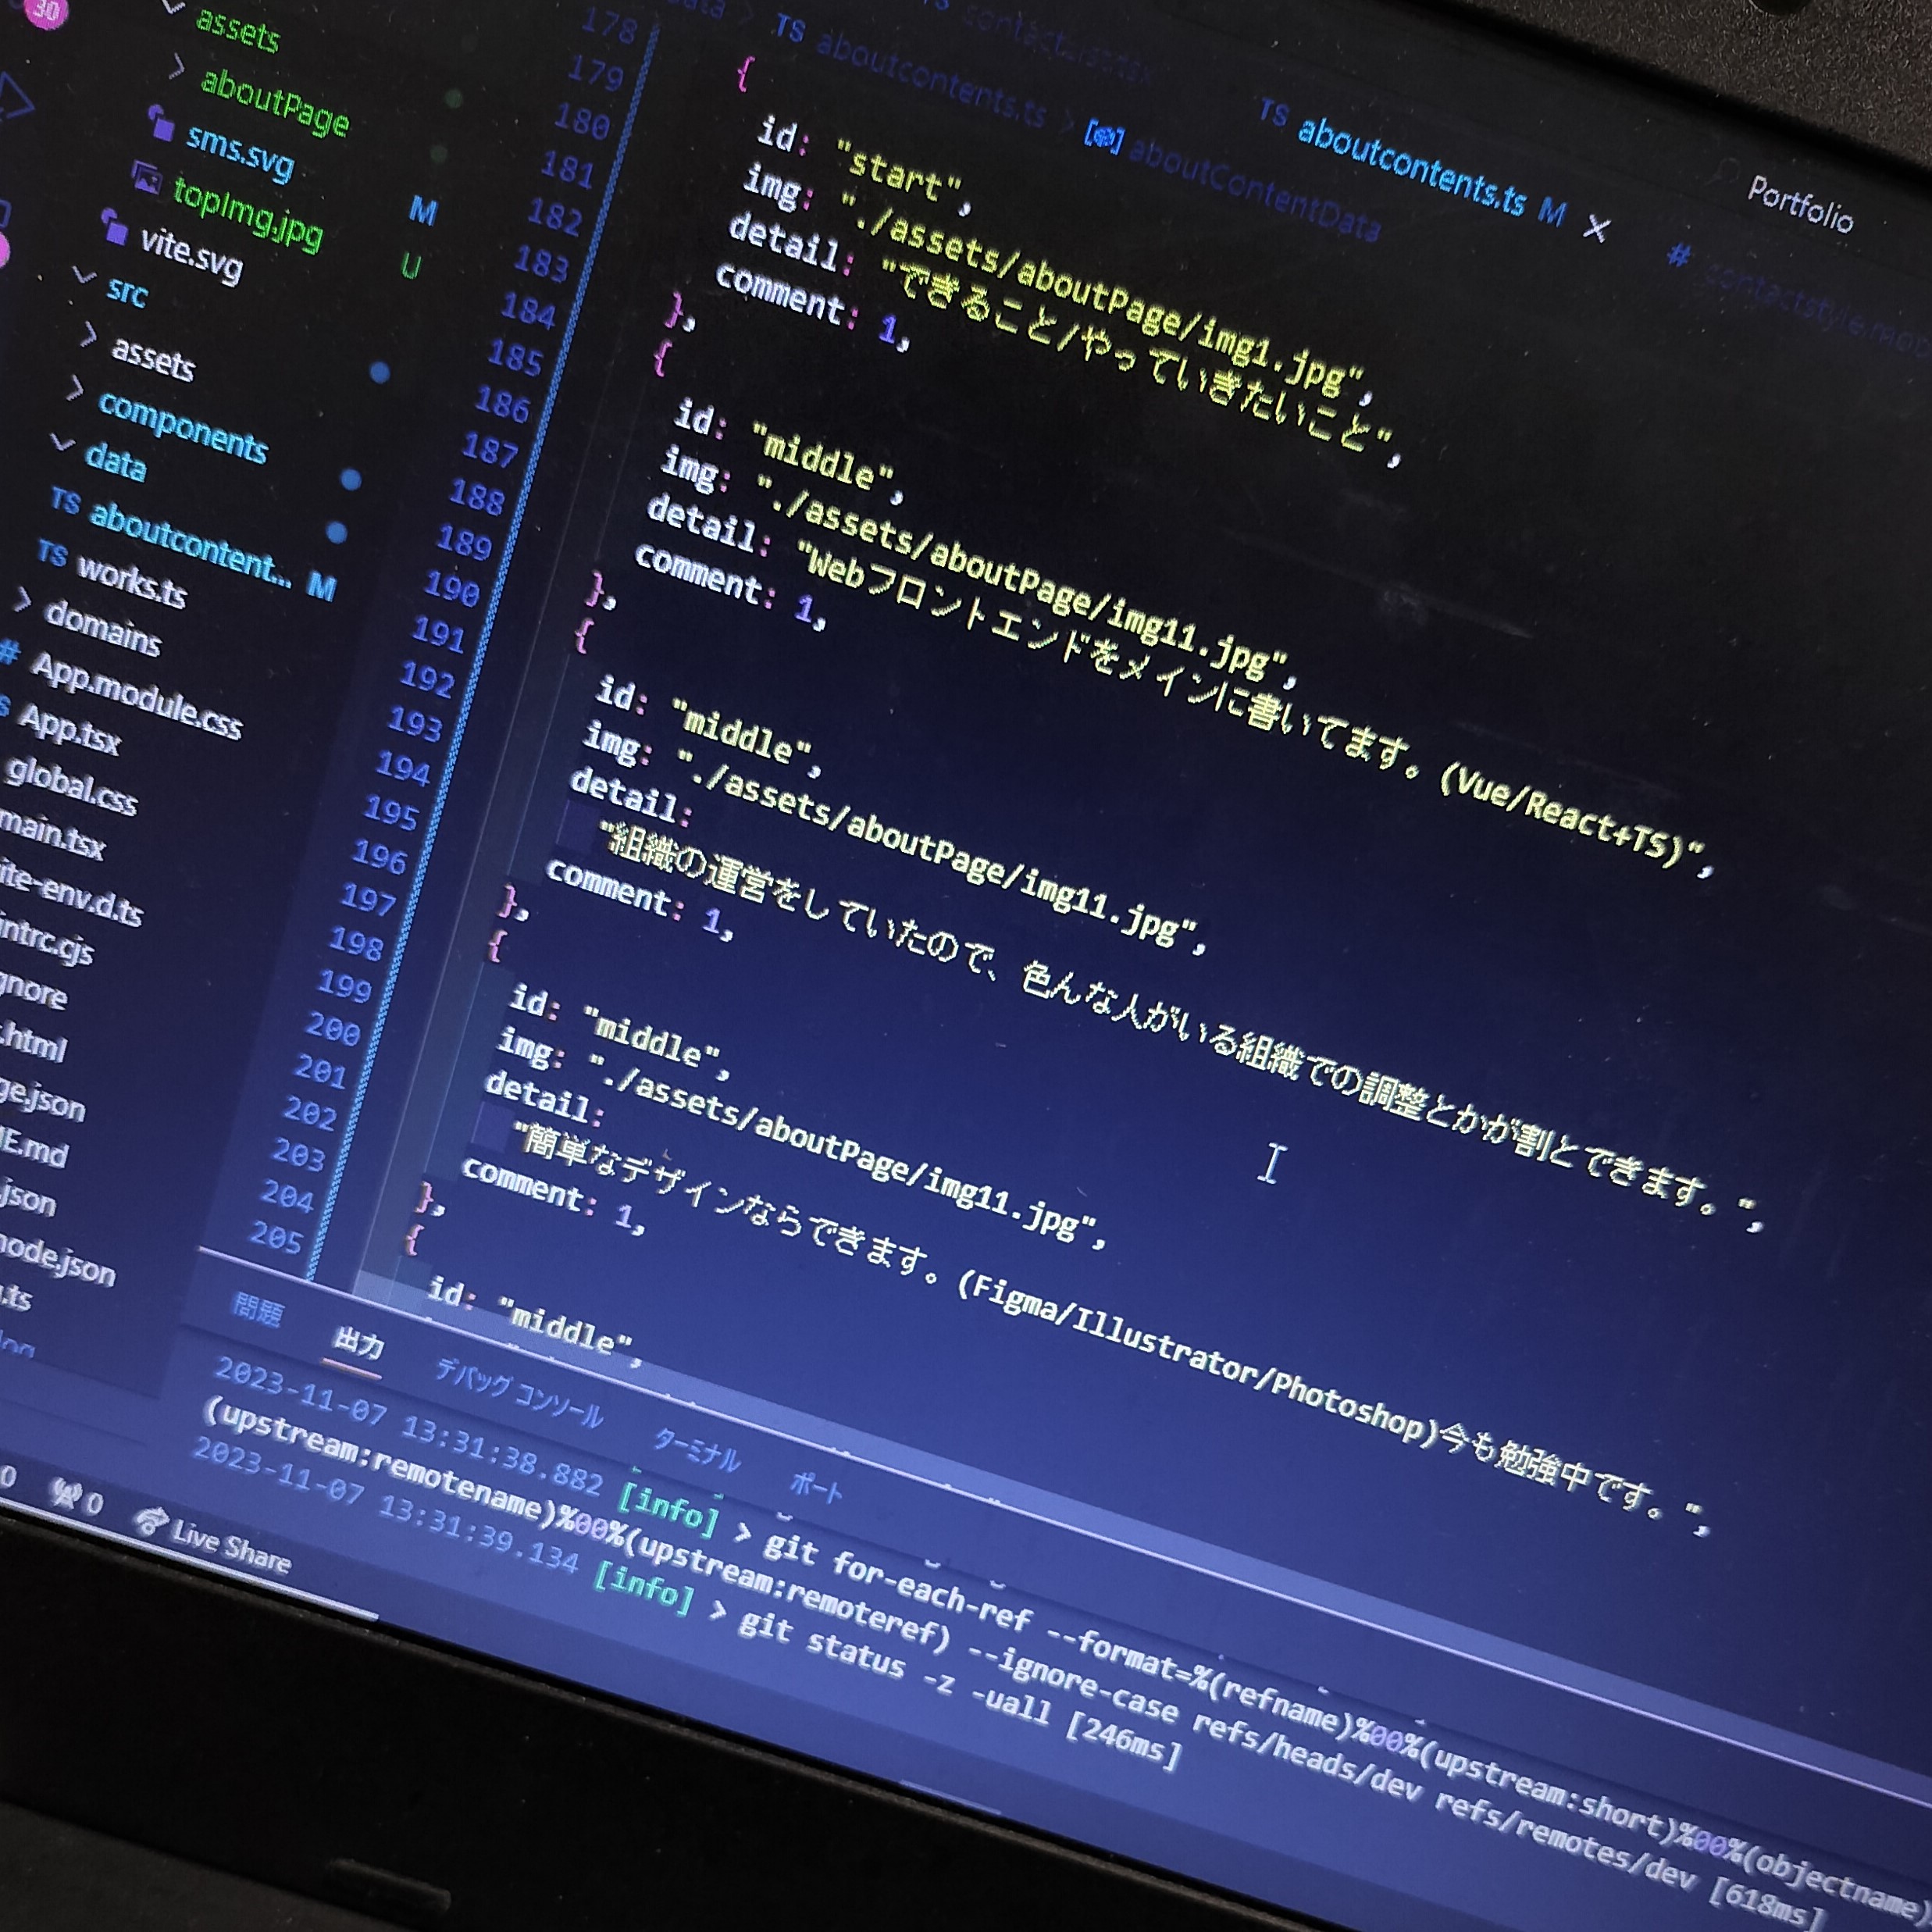 30
assets
aboutPage
sms.svg
topImg.jpg
M
vite.svg
U
src
assets
components
data
TS aboutcontent... M
TS works.ts
domains
# App.module.css
App.tsx
global.css
main.tsx
ite-env.d.ts
intrc.cjs
gnore
.html
ge.json
E.md
.json
node.json
.ts
TS aboutcontents.ts M ×
Portfolio
TS aboutcontents.ts > aboutContentData
178
179
180
181
182
183
184
185
186
187
188
189
190
191
192
193
194
195
196
197
198
199
200
201
202
203
204
205
{
id: "start",
img: "./assets/aboutPage/img1.jpg",
detail: "できること/やっていきたいこと",
comment: 1,
},
{
id: "middle",
img: "./assets/aboutPage/img11.jpg",
detail: "Webフロントエンドをメインに書いてます。(Vue/React+TS)",
comment: 1,
},
{
id: "middle",
img: "./assets/aboutPage/img11.jpg",
detail:
"組織の運営をしていたので、色んな人がいる組織での調整とかが割とできます。",
comment: 1,
},
{
id: "middle",
img: "./assets/aboutPage/img11.jpg",
detail:
"簡単なデザインならできます。(Figma/Illustrator/Photoshop)今も勉強中です。",
comment: 1,
},
{
id: "middle",
問題 出力 デバッグ コンソール ターミナル ポート
2023-11-07 13:31:38.882 [info] > git for-each-ref --format=%(refname)%00%(upstream:short)%00%(objectname)
(upstream:remotename)%00%(upstream:remoteref) --ignore-case refs/heads/dev refs/remotes/dev [618ms]
2023-11-07 13:31:39.134 [info] > git status -z -uall [246ms]
0 0 Live Share